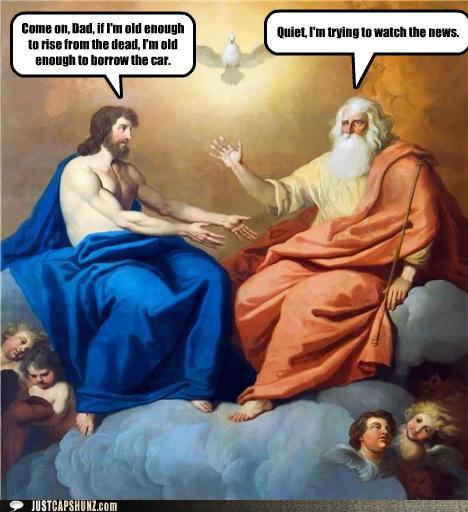 Come on, Dad, if I'm old enough
to rise from the dead, I'm old
enough to borrow the car.
Quiet, I'm trying to watch the news.
JUSTCAPSHUNZ.com